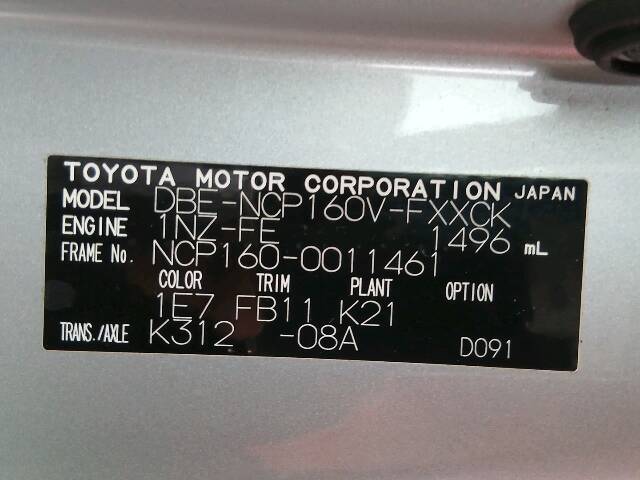 TOYOTA MOTOR CORPORATION JAPAN
MODEL DBE-NCP160V-FXXCK
ENGINE 1NZ-FE 1496 mL
FRAME No. NCP160-0011461
COLOR TRIM PLANT OPTION
1E7 FB11 K21
TRANS./AXLE K312 -08A D091